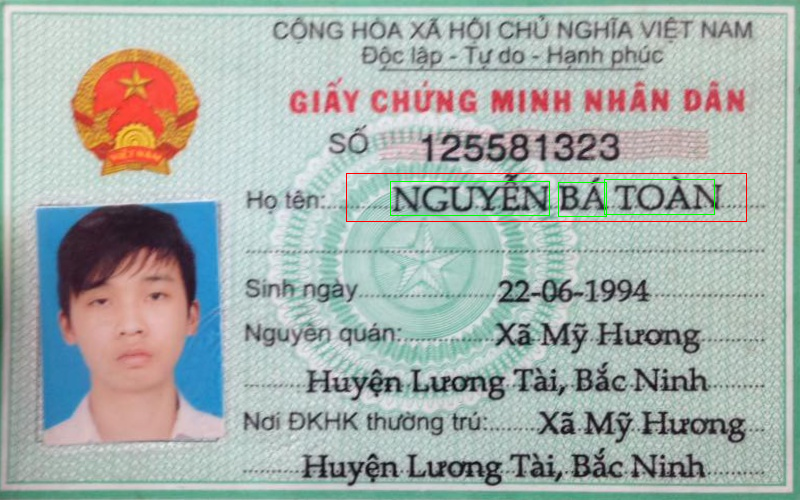 CỘNG HÒA XÃ HỘI CHỦ NGHĨA VIỆT NAM
Độc lập - Tự do - Hạnh phúc
GIẤY CHỨNG MINH NHÂN DÂN
SỐ 125581323
Họ tên: NGUYỄN BÁ TOÀN
Sinh ngày 22-06-1994
Nguyên quán: Xã Mỹ Hương
Huyện Lương Tài, Bắc Ninh
Nơi ĐKHK thường trú: Xã Mỹ Hương
Huyện Lương Tài, Bắc Ninh
VIỆT NAM